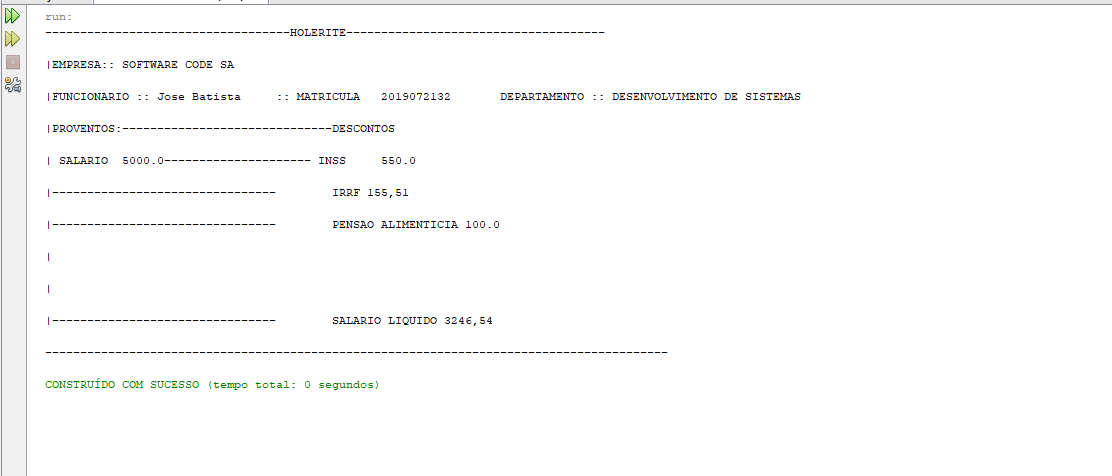 run:
-----------------------------------HOLERITE-------------------------------------
|EMPRESA:: SOFTWARE CODE SA
|FUNCIONARIO :: Jose Batista     :: MATRICULA   2019072132       DEPARTAMENTO :: DESENVOLVIMENTO DE SISTEMAS
|PROVENTOS:------------------------------DESCONTOS
| SALARIO  5000.0--------------------- INSS     550.0
|--------------------------------        IRRF 155,51
|--------------------------------        PENSAO ALIMENTICIA 100.0
|
|
|--------------------------------        SALARIO LIQUIDO 3246,54
-----------------------------------------------------------------------------------------
CONSTRUÍDO COM SUCESSO (tempo total: 0 segundos)